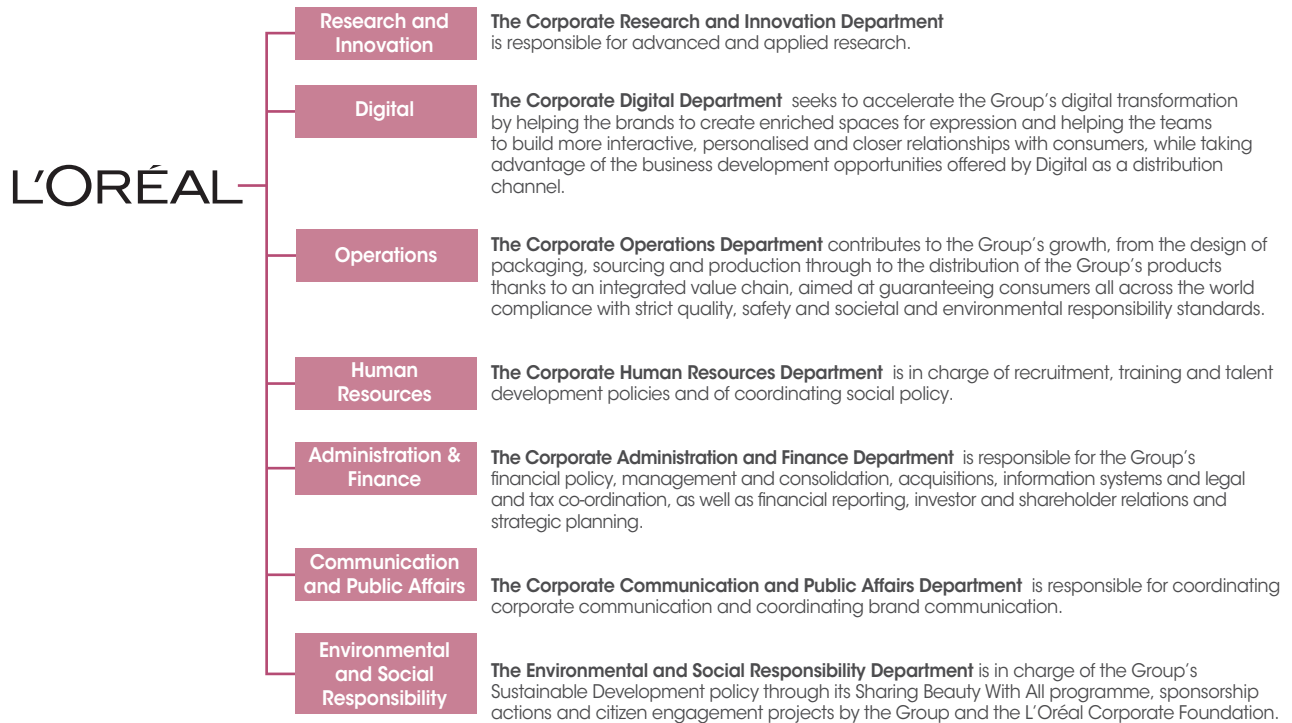 L'ORÉAL
Research and
Innovation
The Corporate Research and Innovation Department
is responsible for advanced and applied research.
Digital
The Corporate Digital Department seeks to accelerate the Group's digital transformation
by helping the brands to create enriched spaces for expression and helping the teams
to build more interactive, personalised and closer relationships with consumers, while taking
advantage of the business development opportunities offered by Digital as a distribution
channel.
Operations
The Corporate Operations Department contributes to the Group's growth, from the design of
packaging, sourcing and production through to the distribution of the Group's products
thanks to an integrated value chain, aimed at guaranteeing consumers all across the world
compliance with strict quality, safety and societal and environmental responsibility standards.
Human
Resources
The Corporate Human Resources Department is in charge of recruitment, training and talent
development policies and of coordinating social policy.
Administration &
Finance
The Corporate Administration and Finance Department is responsible for the Group's
financial policy, management and consolidation, acquisitions, information systems and legal
and tax co-ordination, as well as financial reporting, investor and shareholder relations and
strategic planning.
Communication
and Public Affairs
The Corporate Communication and Public Affairs Department is responsible for coordinating
corporate communication and coordinating brand communication.
Environmental
and Social
Responsibility
The Environmental and Social Responsibility Department is in charge of the Group's
Sustainable Development policy through its Sharing Beauty With All programme, sponsorship
actions and citizen engagement projects by the Group and the L'Oréal Corporate Foundation.